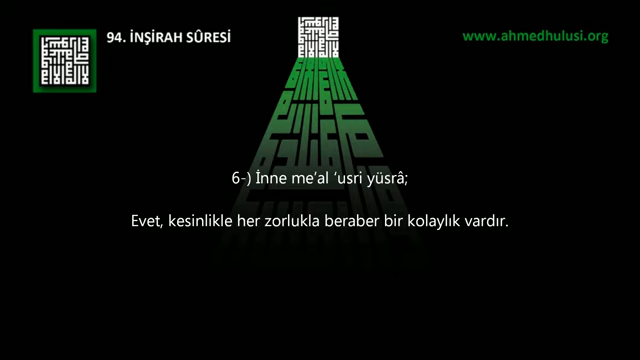 94. İNŞİRAH SÛRESİ
www.ahmedhulusi.org
6-) İnne me’al ’usri yüsrâ;
Evet, kesinlikle her zorlukla beraber bir kolaylık vardır.